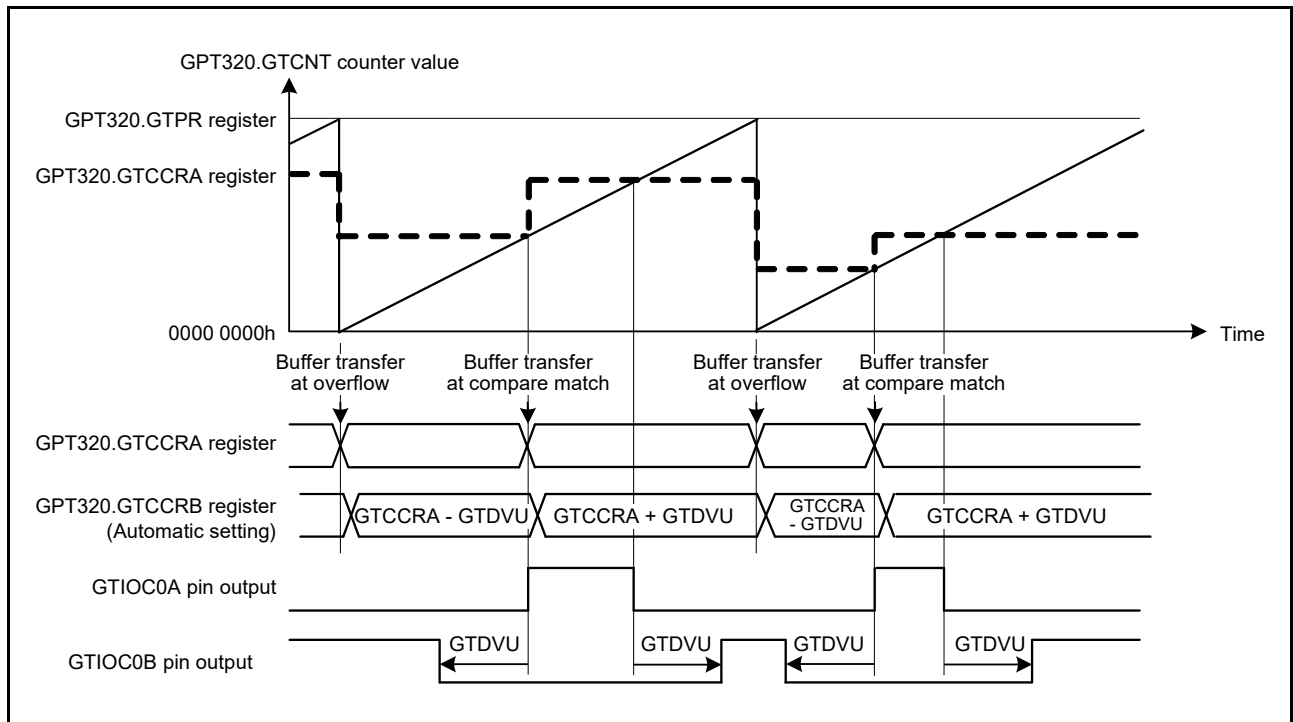 GPT320.GTCNT counter value
GPT320.GTPR register
GPT320.GTCCRA register
0000 0000h
Time
Buffer transfer
at overflow
Buffer transfer
at compare match
Buffer transfer
at overflow
Buffer transfer
at compare match
GPT320.GTCCRA register
GPT320.GTCCRB register
(Automatic setting)
GTCCRA - GTDVU
GTCCRA + GTDVU
GTCCRA
- GTDVU
GTCCRA + GTDVU
GTIOC0A pin output
GTIOC0B pin output
GTDVU
GTDVU
GTDVU
GTDVU